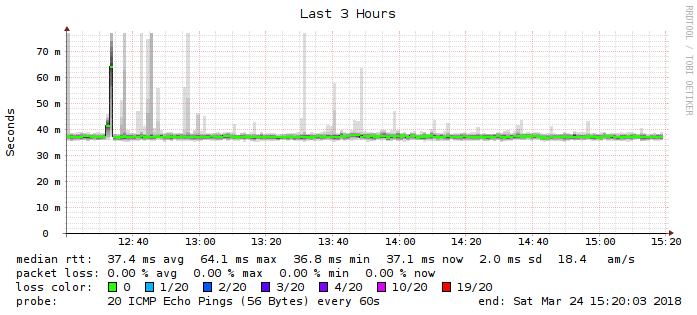 Last 3 Hours
RRDTOOL / TOBI OETIKER
Seconds
70 m
60 m
50 m
40 m
30 m
20 m
10 m
0
12:40 13:00 13:20 13:40 14:00 14:20 14:40 15:00 15:20
median rtt: 37.4 ms avg 64.1 ms max 36.8 ms min 37.1 ms now 2.0 ms sd 18.4 am/s
packet loss: 0.00 % avg 0.00 % max 0.00 % min 0.00 % now
loss color: 0 1/20 2/20 3/20 4/20 10/20 19/20
probe: 20 ICMP Echo Pings (56 Bytes) every 60s end: Sat Mar 24 15:20:03 2018